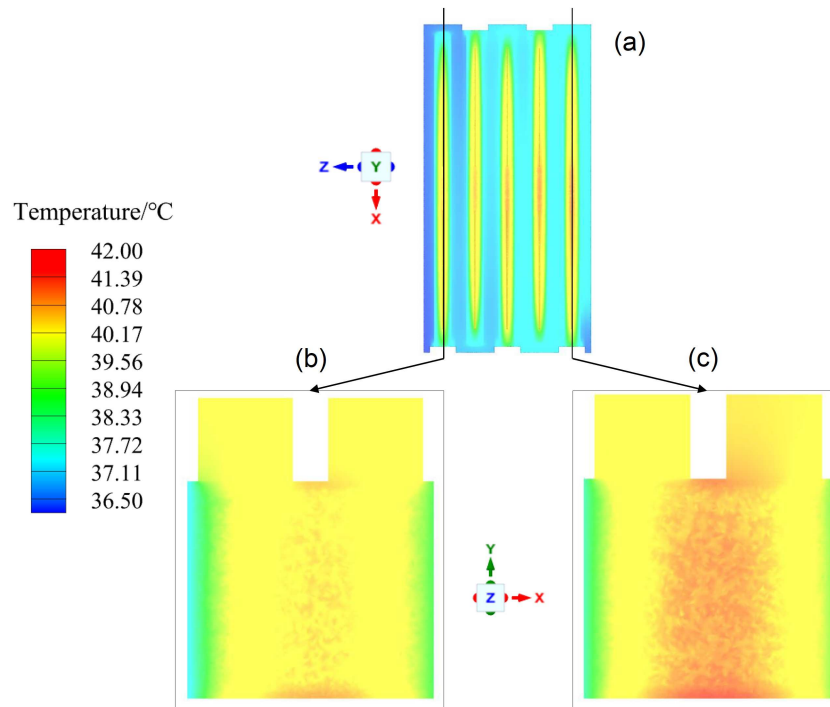 (a)
Z
Y
X
Temperature/°C
42.00
41.39
40.78
40.17
39.56
38.94
38.33
37.72
37.11
36.50
(b)
(c)
Y
Z
X